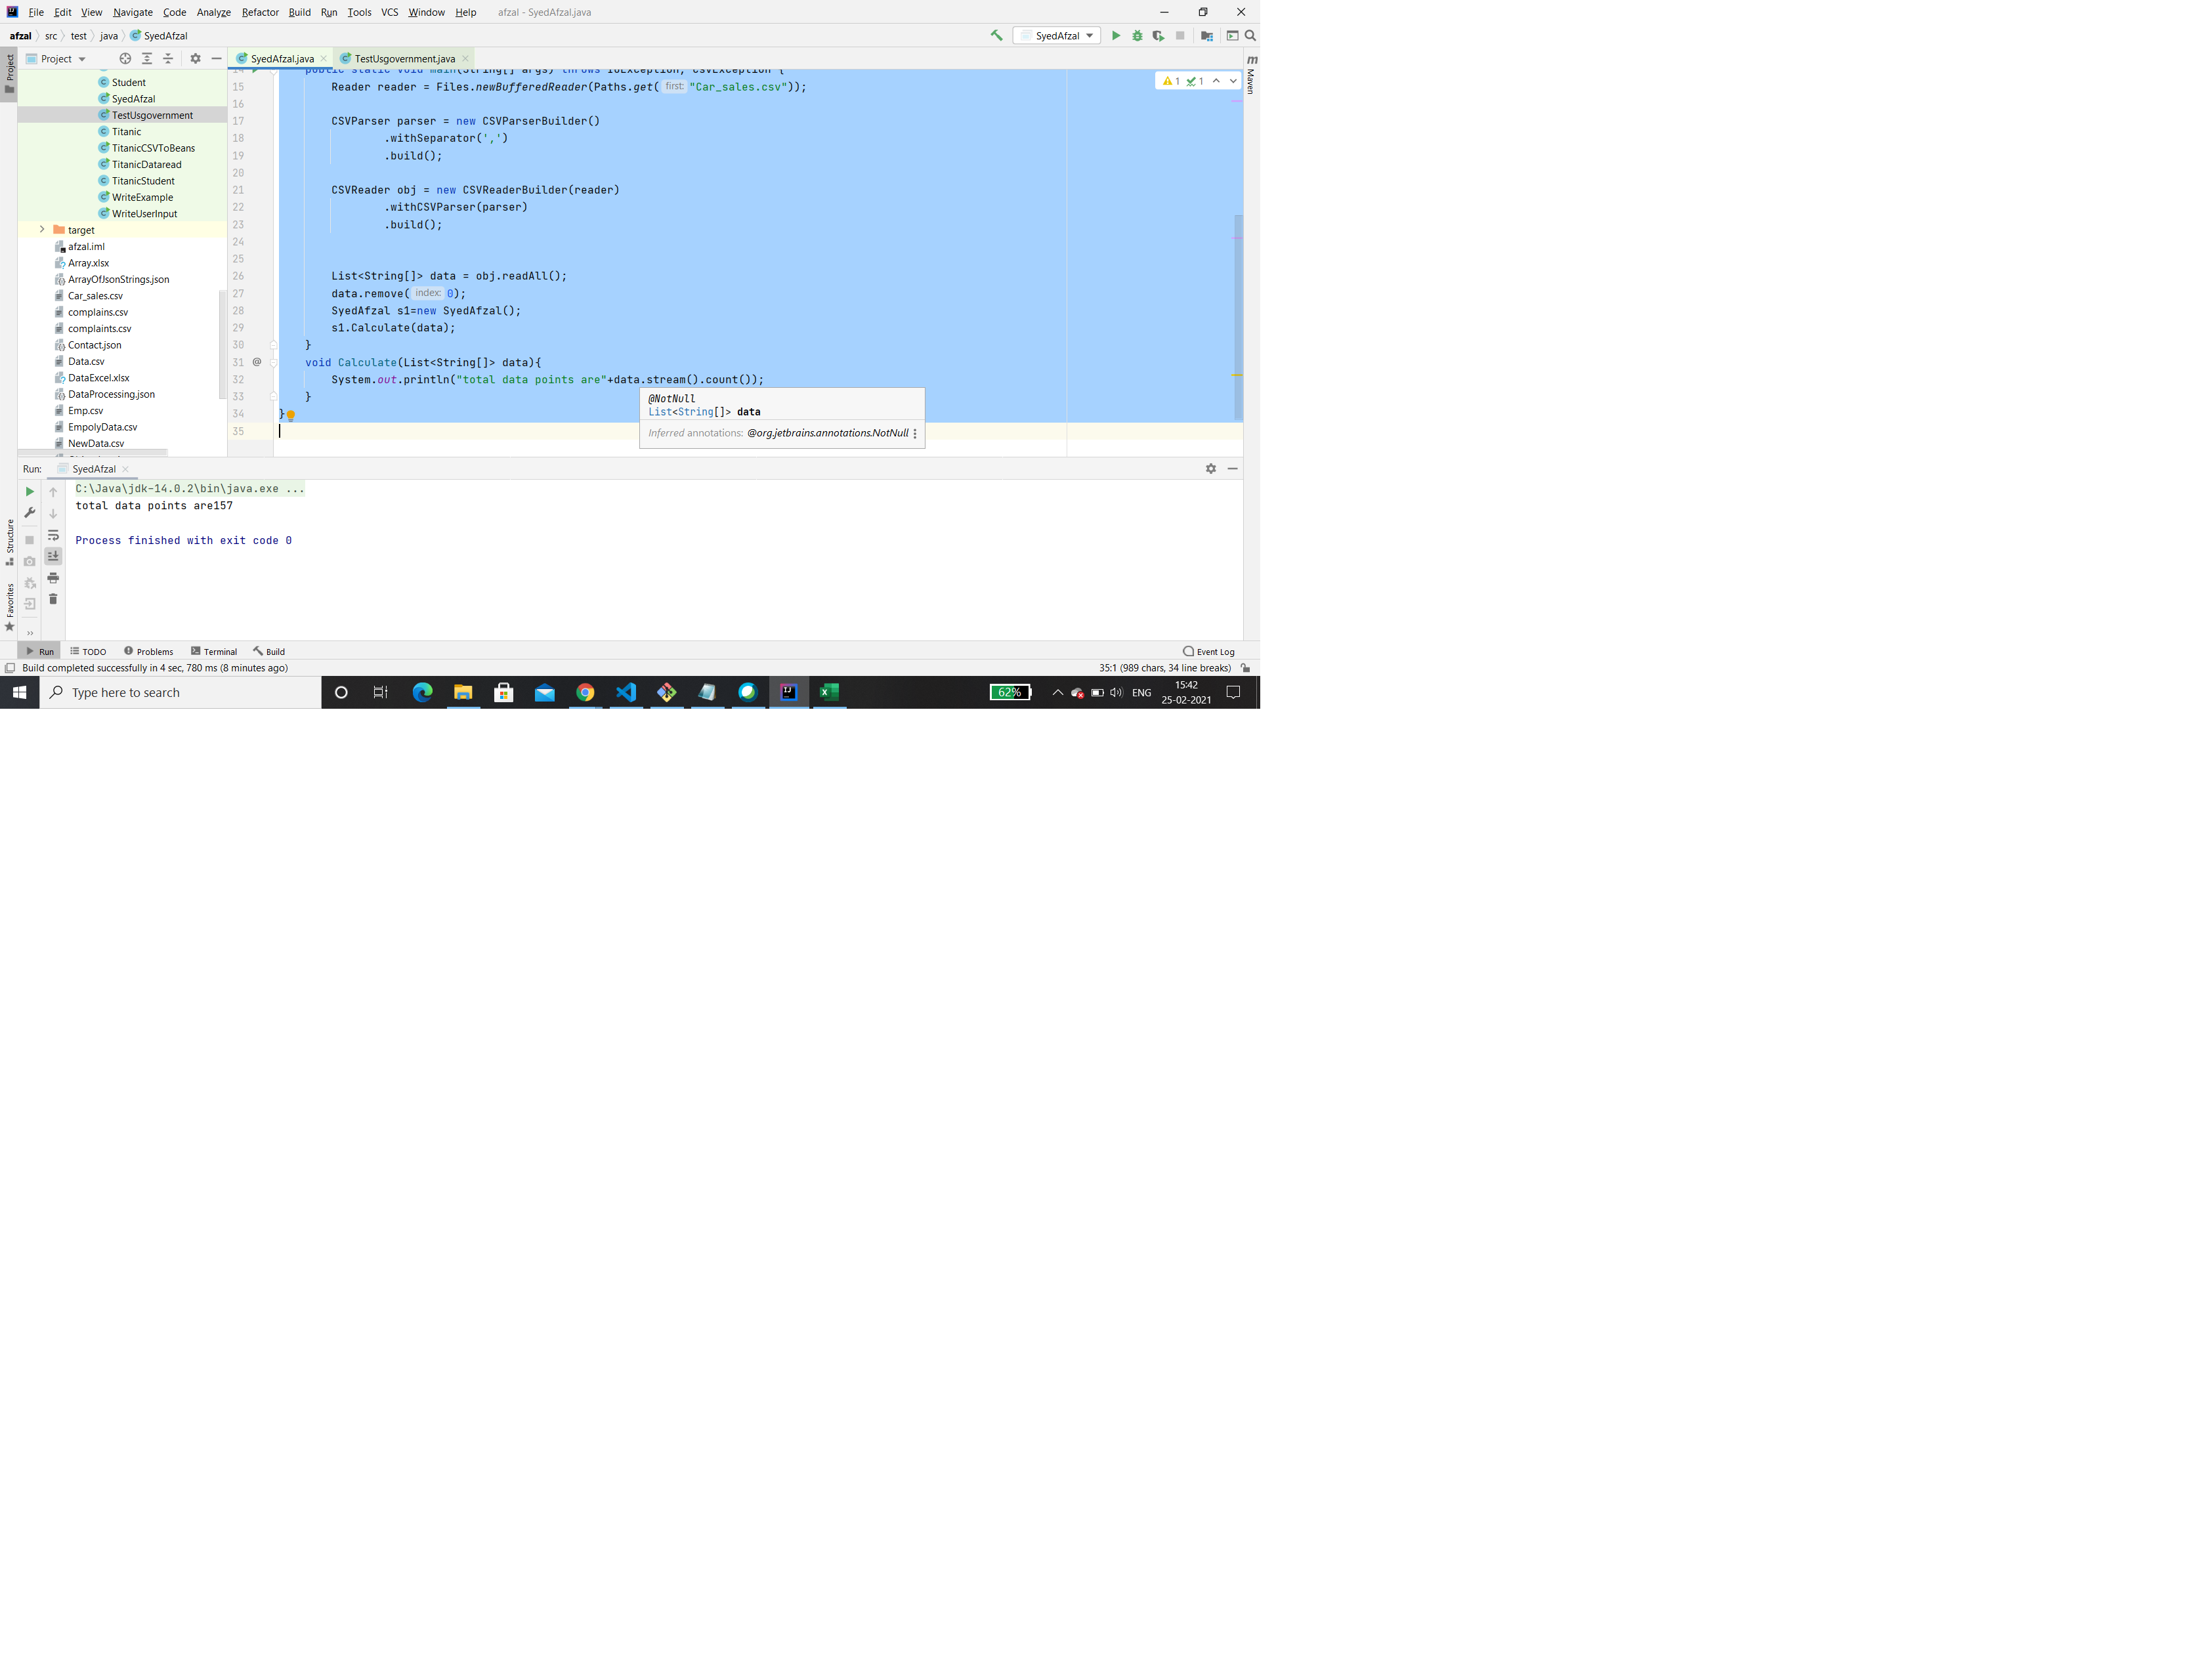 File Edit View Navigate Code Analyze Refactor Build Run Tools VCS Window Help afzal - SyedAfzal.java
afzal src test java SyedAfzal SyedAfzal
Project
SyedAfzal.java TestUsgovernment.java
Student
SyedAfzal
TestUsgovernment
Titanic
TitanicCSVToBeans
TitanicDataread
TitanicStudent
WriteExample
WriteUserInput
target
afzal.iml
Array.xlsx
ArrayOfJsonStrings.json
Car_sales.csv
complains.csv
complaints.csv
Contact.json
Data.csv
DataExcel.xlsx
DataProcessing.json
Emp.csv
EmpolyData.csv
NewData.csv
14 public static void main(String[] args) throws IOException, CsvException {
15 Reader reader = Files.newBufferedReader(Paths.get( first: "Car_sales.csv"));
16
17 CSVParser parser = new CSVParserBuilder()
18 .withSeparator(',')
19 .build();
20
21 CSVReader obj = new CSVReaderBuilder(reader)
22 .withCSVParser(parser)
23 .build();
24
25
26 List<String[]> data = obj.readAll();
27 data.remove( index: 0);
28 SyedAfzal s1=new SyedAfzal();
29 s1.Calculate(data);
30 }
31 @ void Calculate(List<String[]> data){
32 System.out.println("total data points are"+data.stream().count());
33 }
34 }
35
1 1
@NotNull
List<String[]> data
Inferred annotations: @org.jetbrains.annotations.NotNull
Project
Structure
Favorites
m
Maven
Run: SyedAfzal
C:\Java\jdk-14.0.2\bin\java.exe ...
total data points are157
Process finished with exit code 0
Run TODO Problems Terminal Build Event Log
Build completed successfully in 4 sec, 780 ms (8 minutes ago) 35:1 (989 chars, 34 line breaks)
Type here to search 62% ENG 15:42
25-02-2021